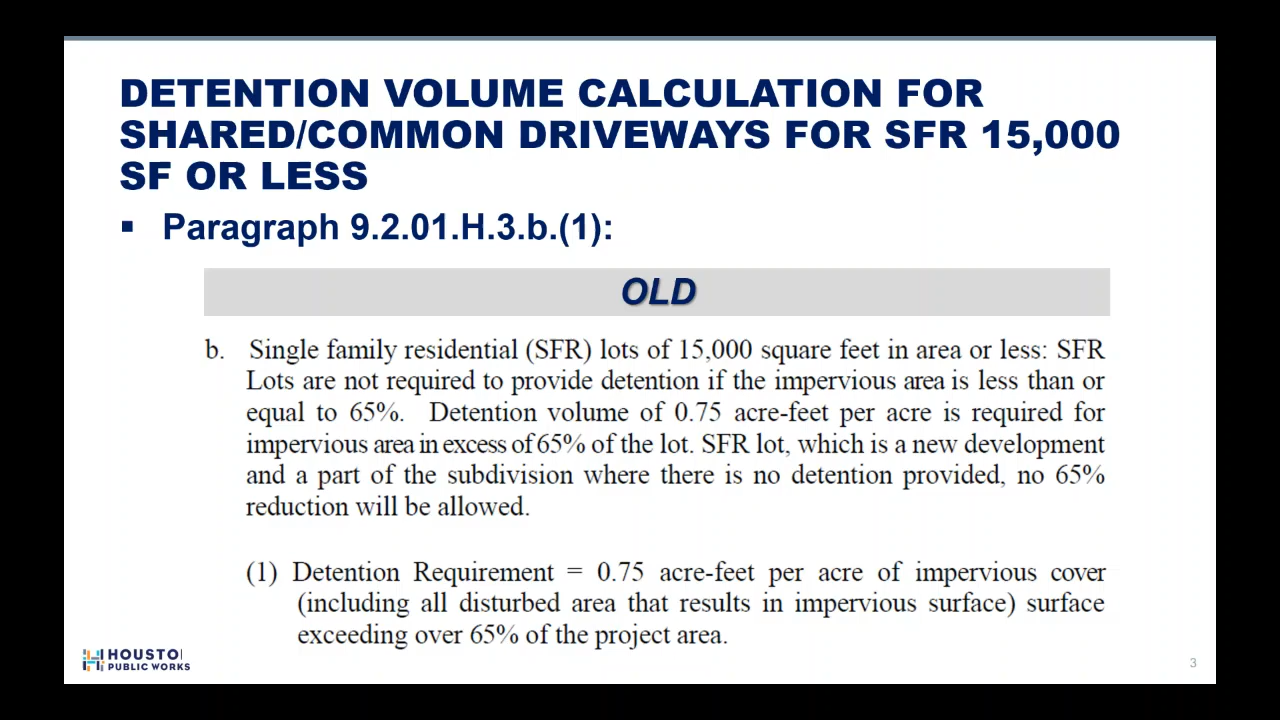 DETENTION VOLUME CALCULATION FOR
SHARED/COMMON DRIVEWAYS FOR SFR 15,000
SF OR LESS
▪ Paragraph 9.2.01.H.3.b.(1):
OLD
b. Single family residential (SFR) lots of 15,000 square feet in area or less: SFR
Lots are not required to provide detention if the impervious area is less than or
equal to 65%. Detention volume of 0.75 acre-feet per acre is required for
impervious area in excess of 65% of the lot. SFR lot, which is a new development
and a part of the subdivision where there is no detention provided, no 65%
reduction will be allowed.
(1) Detention Requirement = 0.75 acre-feet per acre of impervious cover
(including all disturbed area that results in impervious surface) surface
exceeding over 65% of the project area.
HOUSTO
PUBLIC WORKS
3